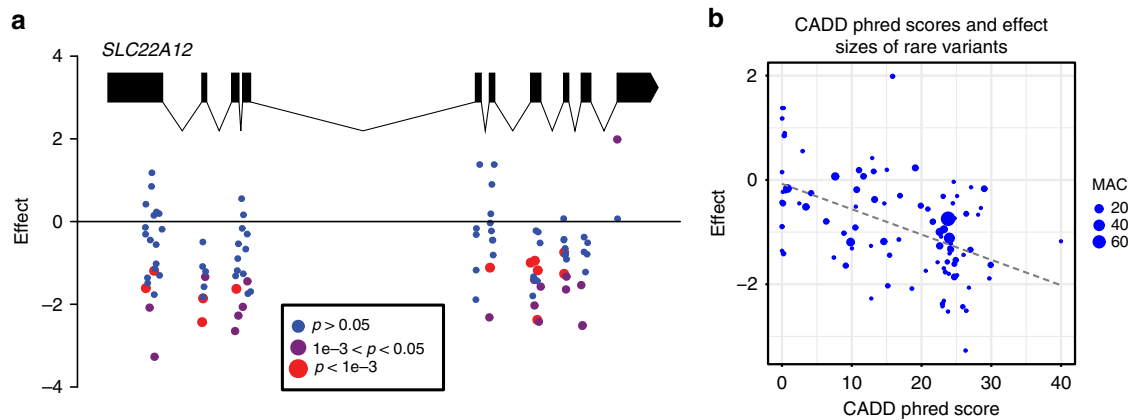 a
SLC22A12
4
2
0
−2
−4
Effect
p > 0.05
1e−3 < p < 0.05
p < 1e−3
b
CADD phred scores and effect
sizes of rare variants
2
0
−2
Effect
0 10 20 30 40
CADD phred score
MAC
20
40
60